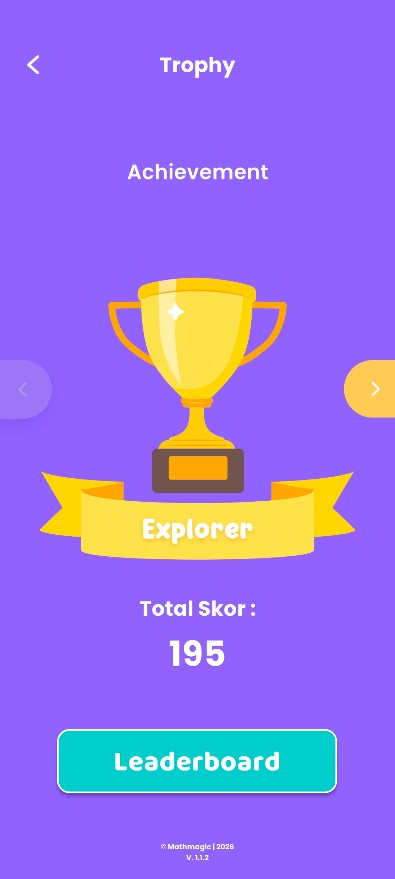 Trophy
Achievement
Explorer
Total Skor :
195
Leaderboard
© Mathmagic | 2026
V. 1.1.2